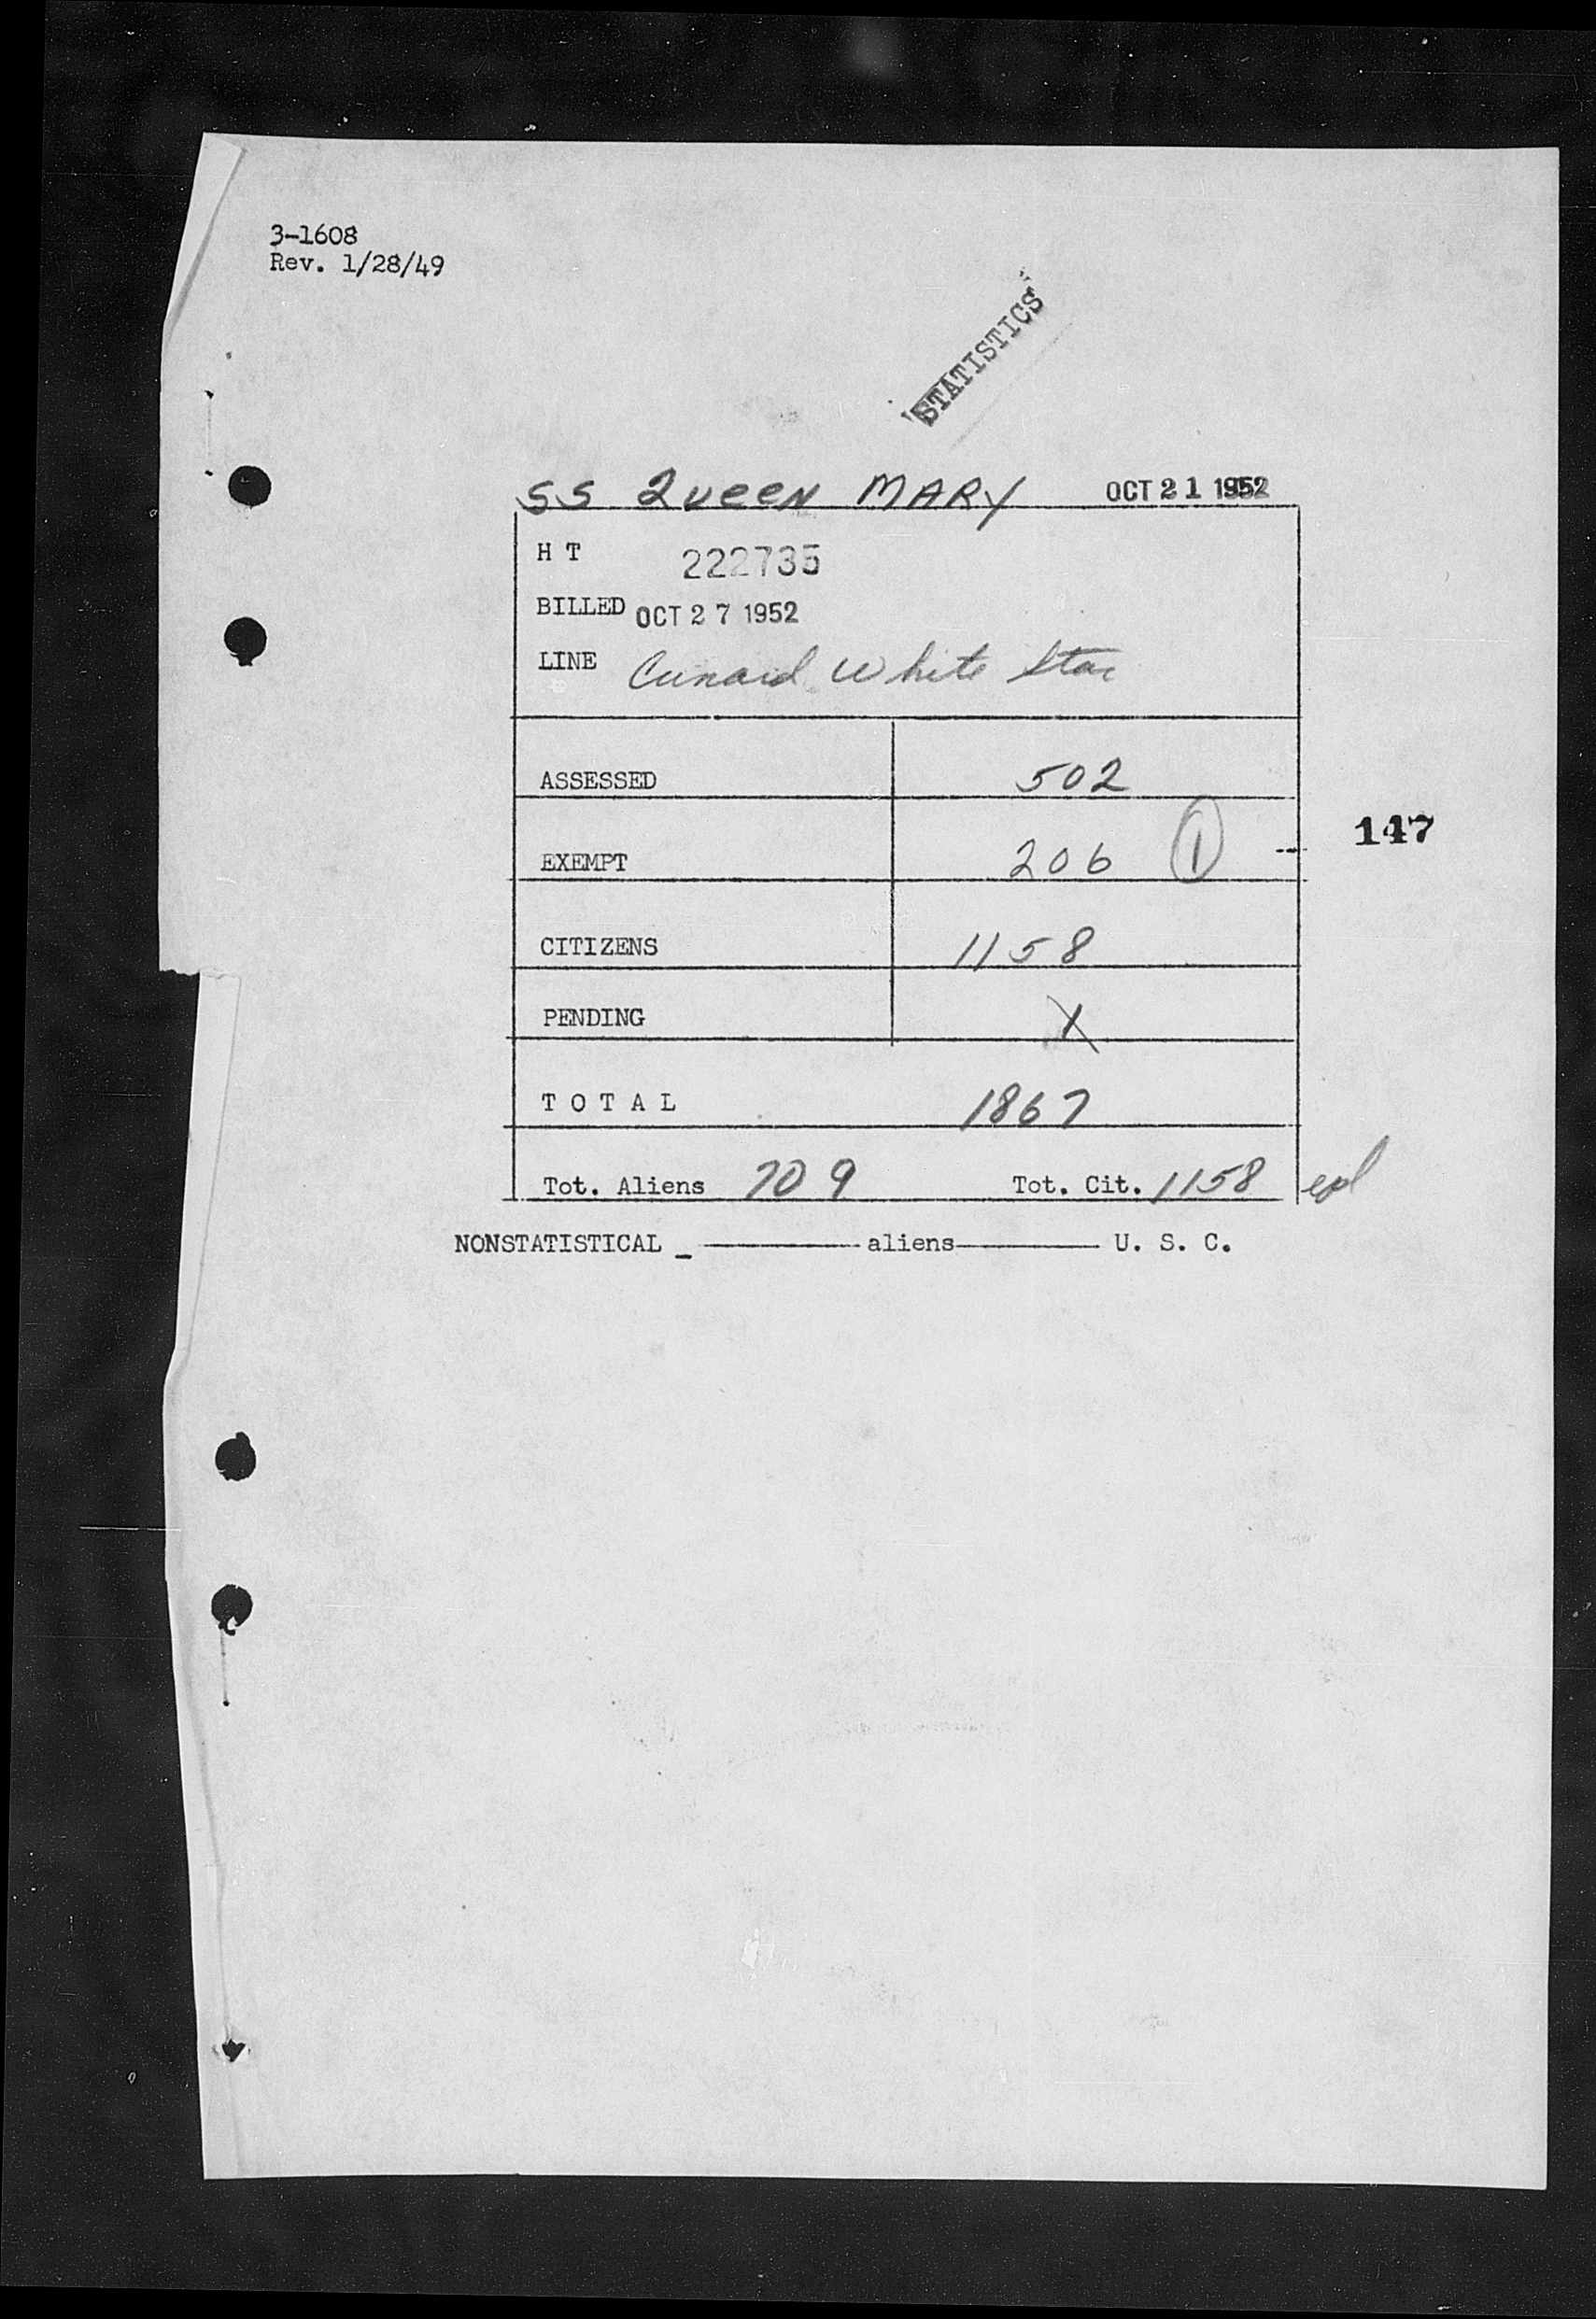 3-1608
Rev. 1/28/49
STATISTICS
SS QUEEN MARY OCT 21 1952
H T 222735
BILLED OCT 27 1952
LINE Cunard White Star
ASSESSED 502
EXEMPT 206 1
147
CITIZENS 1158
PENDING X
TOTAL 1867
Tot. Aliens 709 Tot. Cit. 1158
NONSTATISTICAL _ aliens U. S. C.